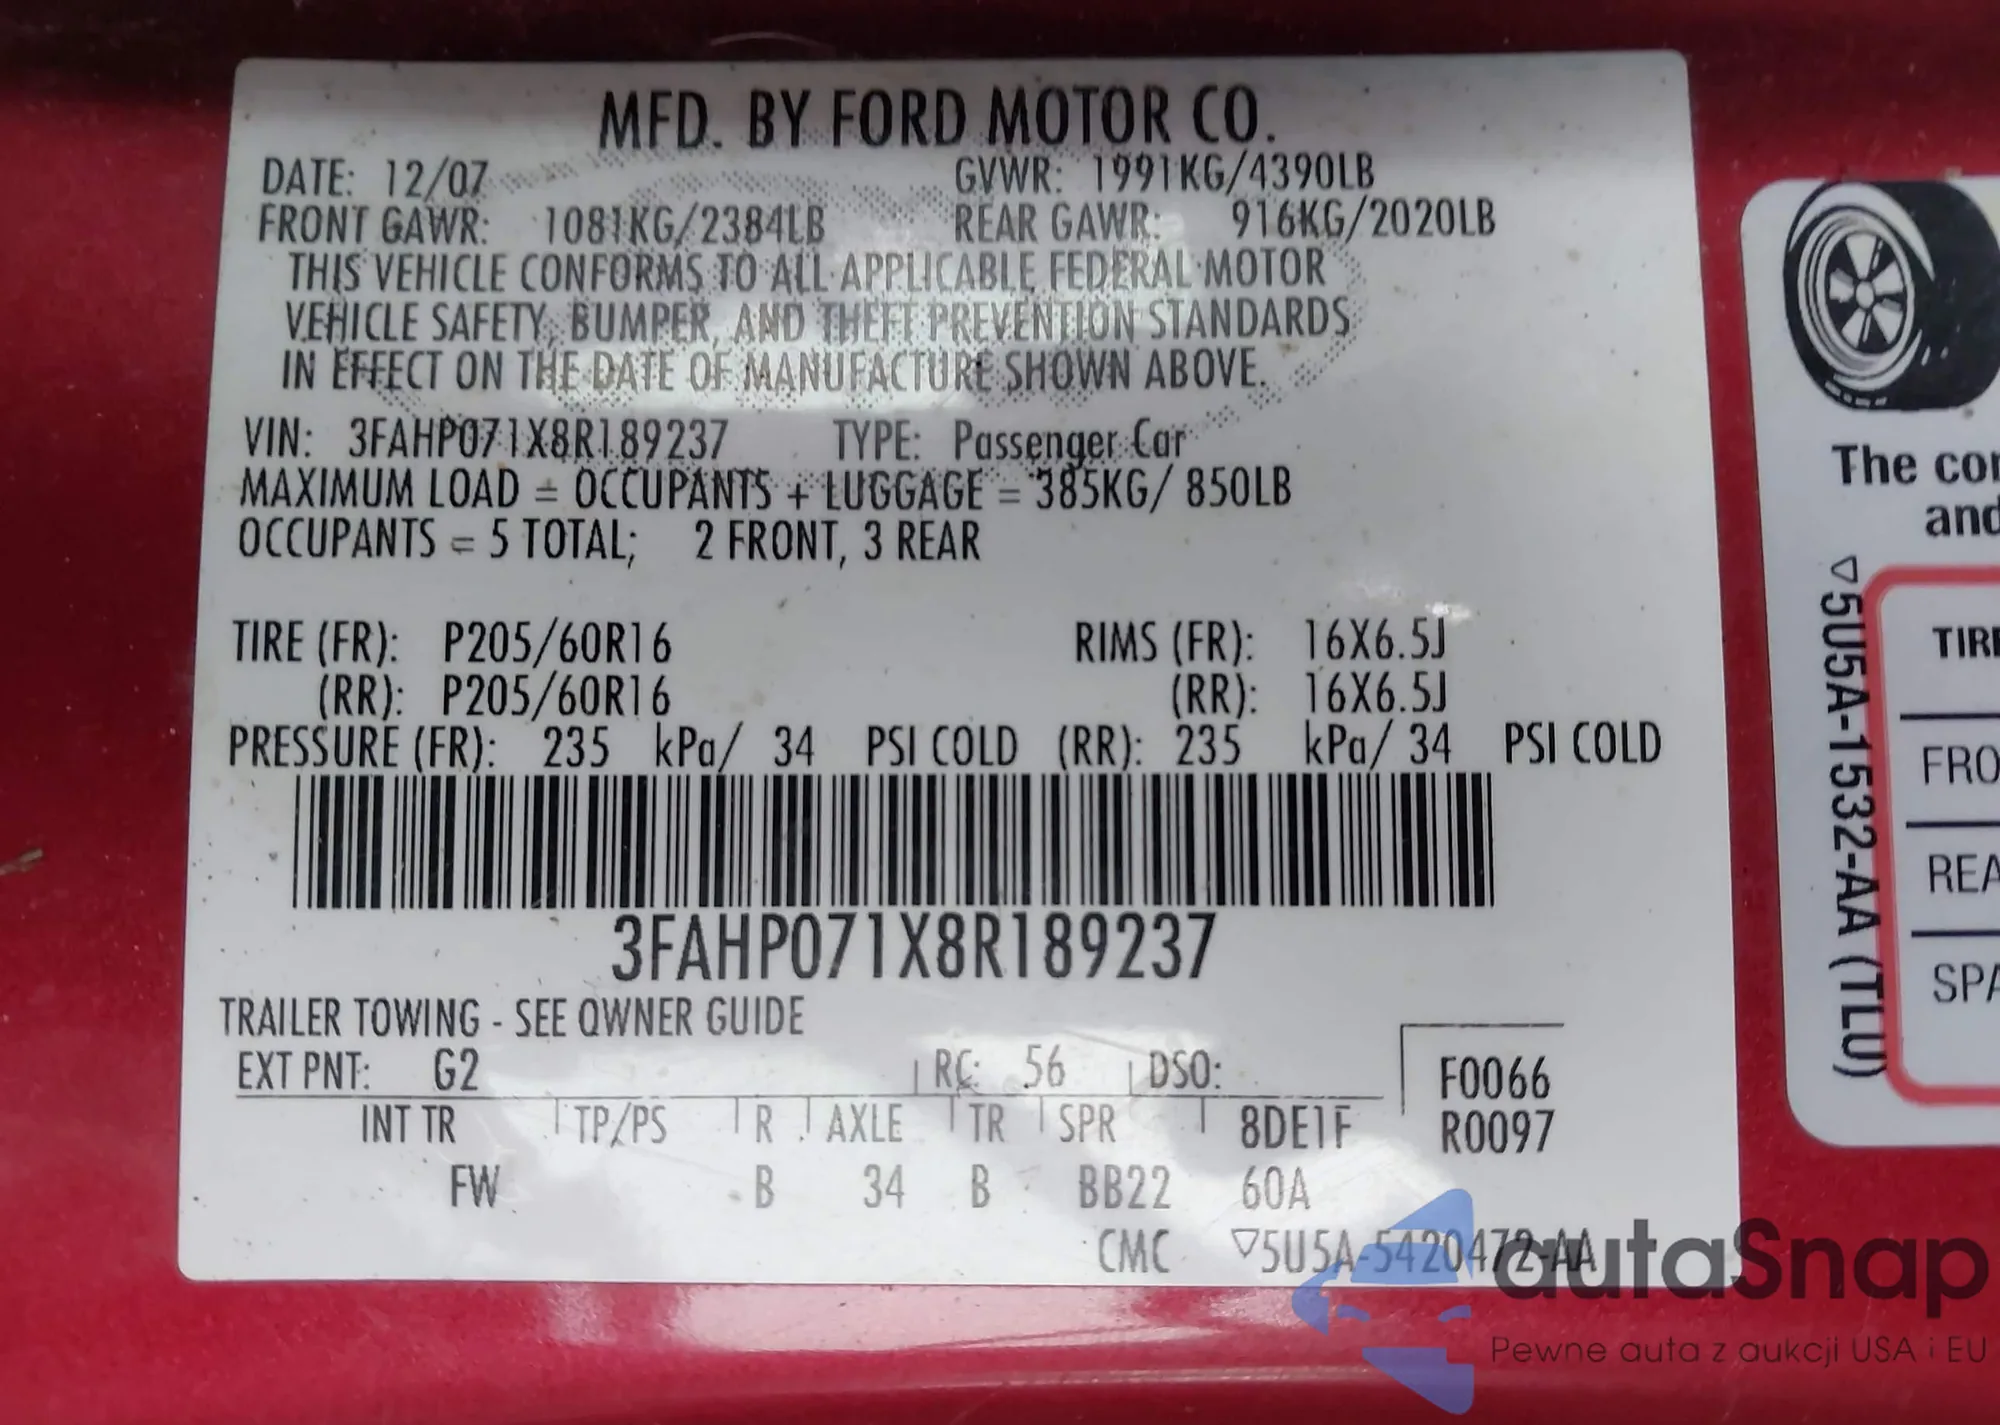 MFD. BY FORD MOTOR CO.
DATE: 12/07 GVWR: 1991KG/4390LB
FRONT GAWR: 1081KG/2384LB REAR GAWR: 916KG/2020LB
THIS VEHICLE CONFORMS TO ALL APPLICABLE FEDERAL MOTOR
VEHICLE SAFETY, BUMPER, AND THEFT PREVENTION STANDARDS
IN EFFECT ON THE DATE OF MANUFACTURE SHOWN ABOVE.
VIN: 3FAHP071X8R189237 TYPE: Passenger Car
MAXIMUM LOAD = OCCUPANTS + LUGGAGE = 385KG/ 850LB
OCCUPANTS = 5 TOTAL; 2 FRONT, 3 REAR
TIRE (FR): P205/60R16 RIMS (FR): 16X6.5J
(RR): P205/60R16 (RR): 16X6.5J
PRESSURE (FR): 235 kPa/ 34 PSI COLD (RR): 235 kPa/ 34 PSI COLD
3FAHP071X8R189237
TRAILER TOWING - SEE OWNER GUIDE
EXT PNT: G2 RC: 56 DSO: F0066
INT TR TP/PS R AXLE TR SPR 8DE1F R0097
FW B 34 B BB22 60A
CMC ▽5U5A-5420472-AA
The con
and
▽5U5A-1532-AA (TLU)
TIRE
FRO
REA
SPA
autaSnap
Pewne auta z aukcji USA i EU